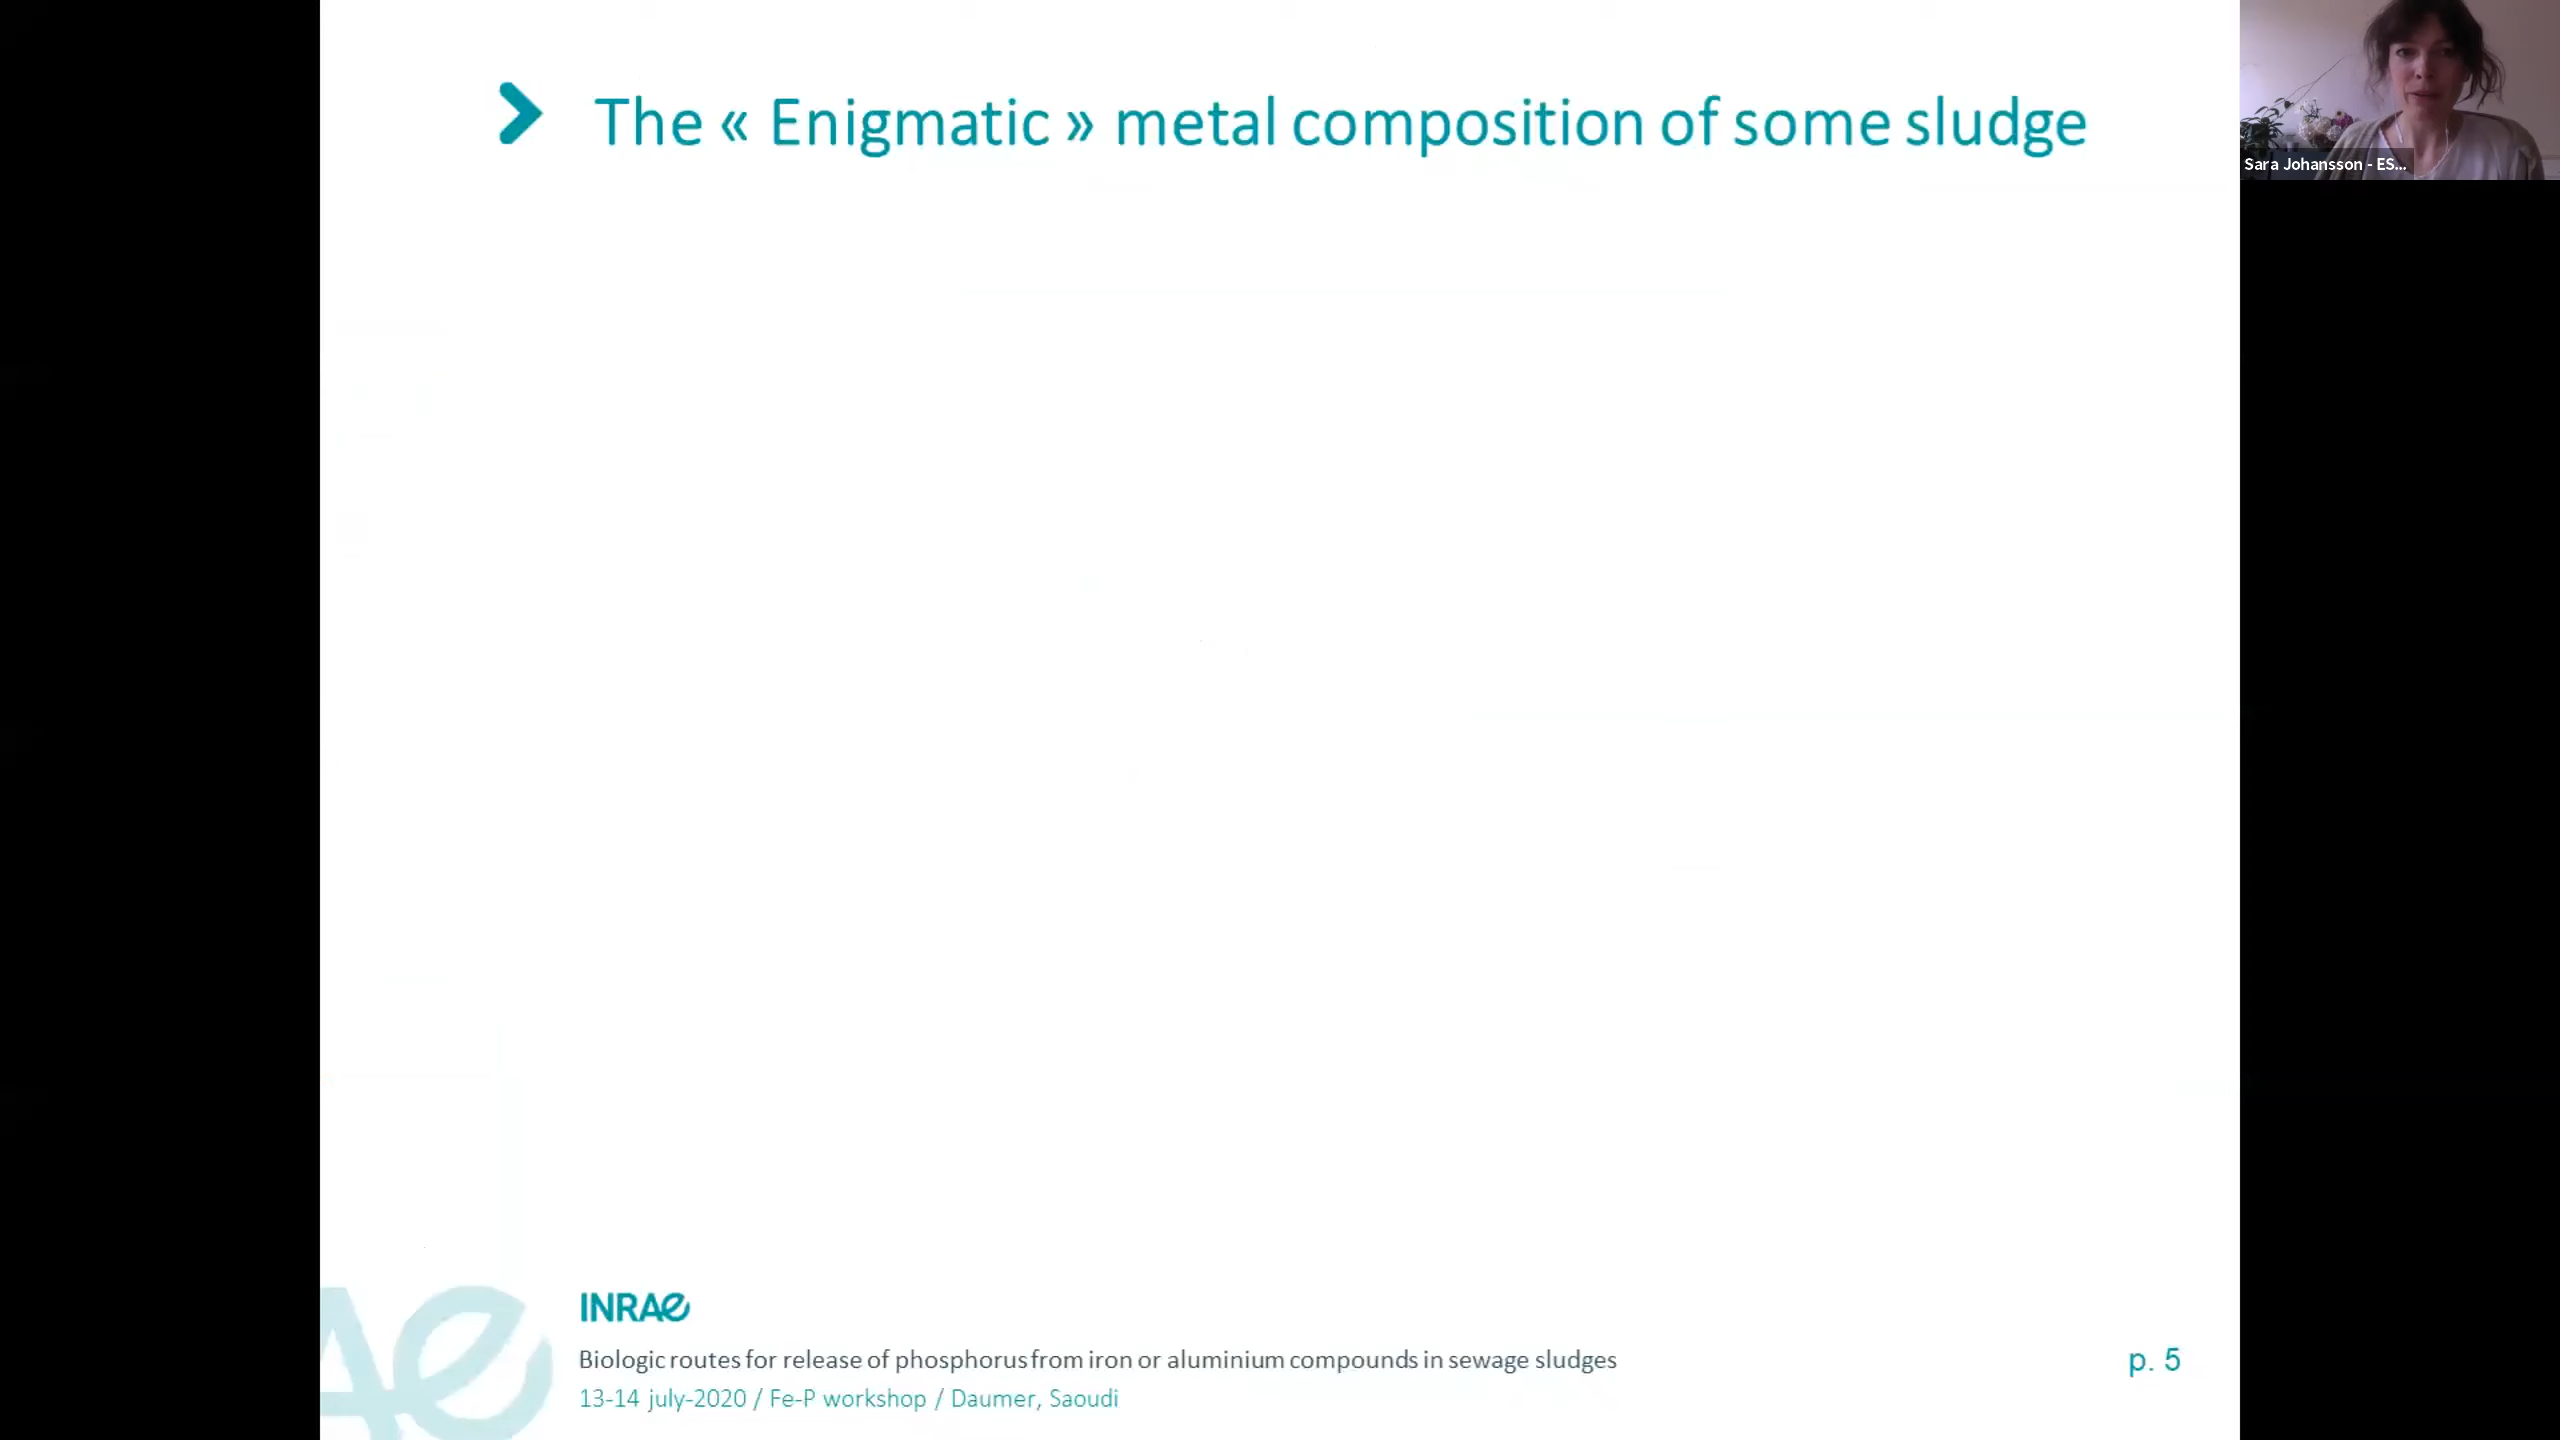 The « Enigmatic » metal composition of some sludge
Sara Johansson - ES...
INRAE
Biologic routes for release of phosphorus from iron or aluminium compounds in sewage sludges
p. 5
13-14 july-2020 / Fe-P workshop / Daumer, Saoudi